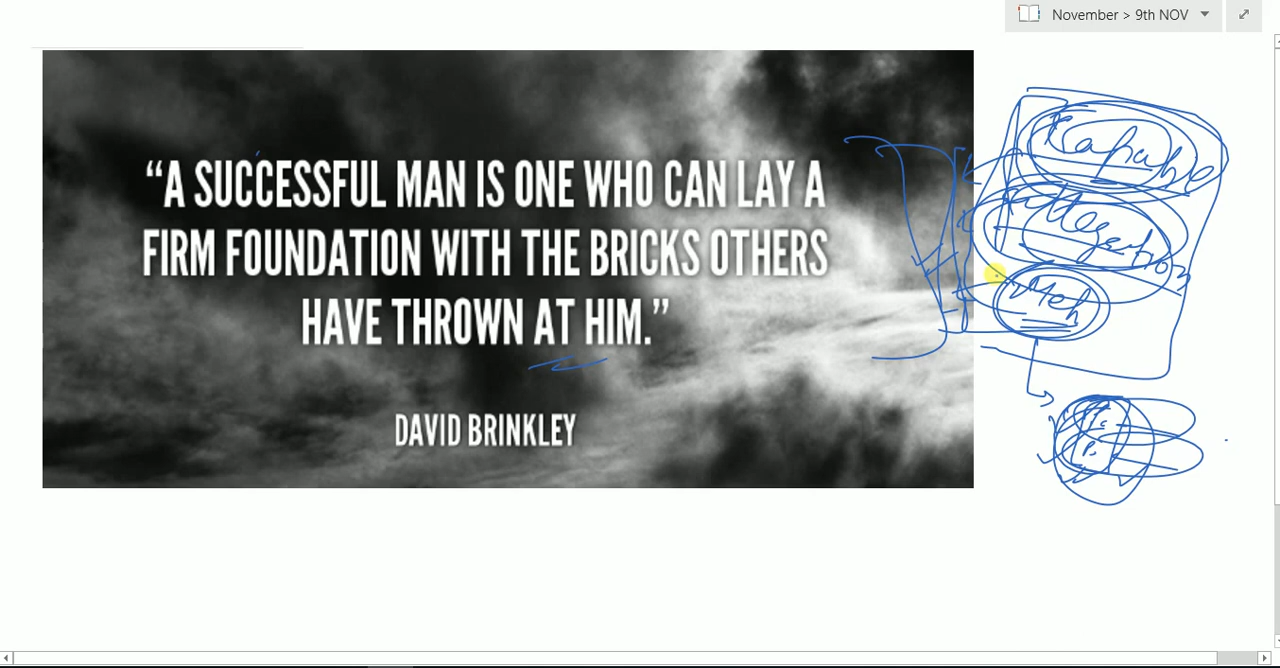 November > 9th NOV
“A SUCCESSFUL MAN IS ONE WHO CAN LAY A
FIRM FOUNDATION WITH THE BRICKS OTHERS
HAVE THROWN AT HIM.”
DAVID BRINKLEY